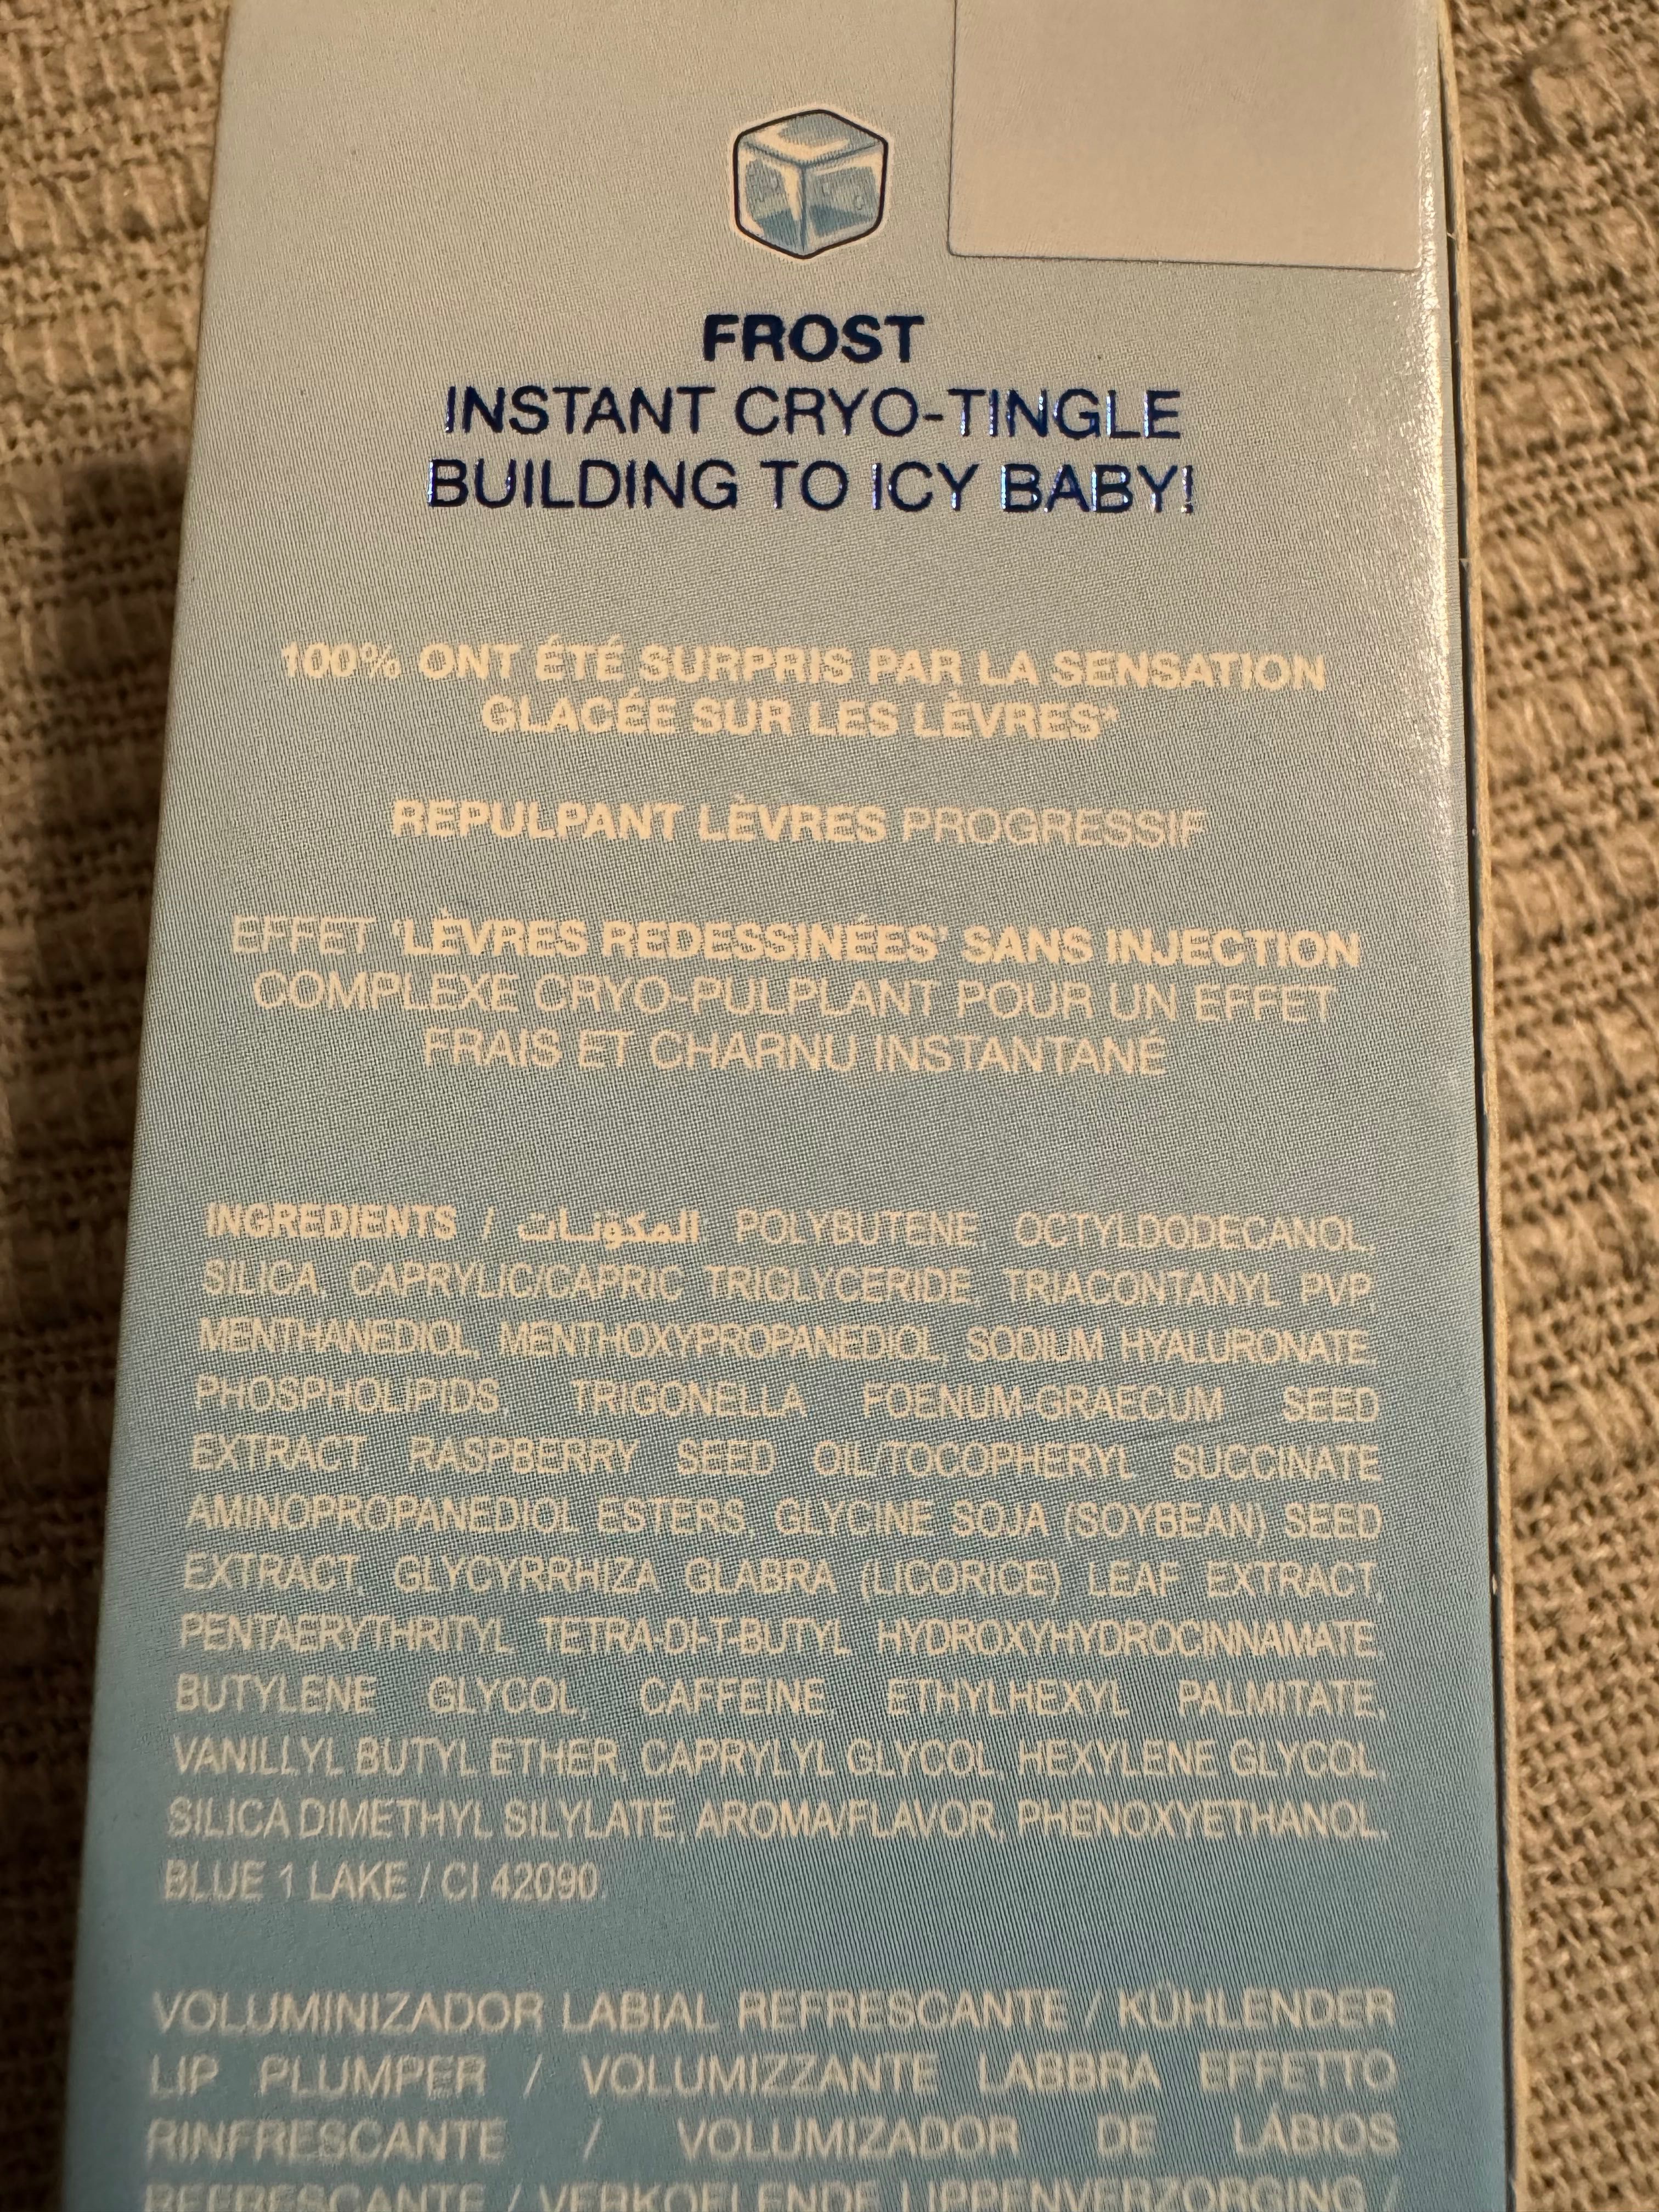 FROST
INSTANT CRYO-TINGLE
BUILDING TO ICY BABY!
100% ONT ÉTÉ SURPRIS PAR LA SENSATION
GLACÉE SUR LES LÈVRES*
REPULPANT LÈVRES PROGRESSIF
EFFET 'LÈVRES REDESSINÉES' SANS INJECTION
COMPLEXE CRYO-PULPLANT POUR UN EFFET
FRAIS ET CHARNU INSTANTANÉ
INGREDIENTS / المكونات: POLYBUTENE, OCTYLDODECANOL,
SILICA, CAPRYLIC/CAPRIC TRIGLYCERIDE, TRIACONTANYL PVP,
MENTHANEDIOL, MENTHOXYPROPANEDIOL, SODIUM HYALURONATE,
PHOSPHOLIPIDS, TRIGONELLA FOENUM-GRAECUM SEED
EXTRACT, RASPBERRY SEED OIL/TOCOPHERYL SUCCINATE
AMINOPROPANEDIOL ESTERS, GLYCINE SOJA (SOYBEAN) SEED
EXTRACT, GLYCYRRHIZA GLABRA (LICORICE) LEAF EXTRACT,
PENTAERYTHRITYL TETRA-DI-T-BUTYL HYDROXYHYDROCINNAMATE,
BUTYLENE GLYCOL, CAFFEINE, ETHYLHEXYL PALMITATE,
VANILLYL BUTYL ETHER, CAPRYLYL GLYCOL, HEXYLENE GLYCOL,
SILICA DIMETHYL SILYLATE, AROMA/FLAVOR, PHENOXYETHANOL,
BLUE 1 LAKE / CI 42090.
VOLUMINIZADOR LABIAL REFRESCANTE / KÜHLENDER
LIP PLUMPER / VOLUMIZZANTE LABBRA EFFETTO
RINFRESCANTE / VOLUMIZADOR DE LÁBIOS
REFRESCANTE / VERKOELENDE LIPPENVERZORGING /